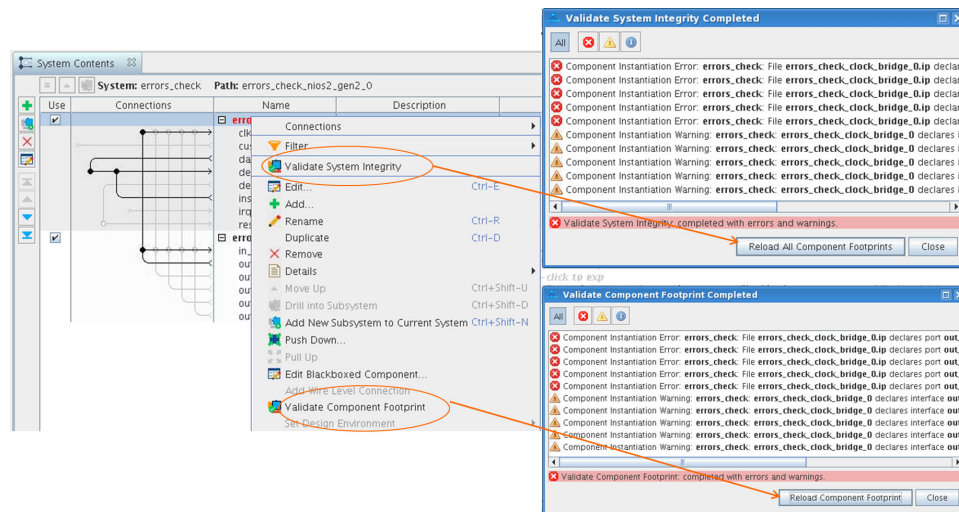 System Contents
System: errors_check Path: errors_check_nios2_gen2_0
Use Connections Name Description
erro
clk
cus
da
de
de
ins
irq
res
erro
in_
out
out
out
out
Connections
Filter
Validate System Integrity
Edit... Ctrl-E
Add...
Rename Ctrl-R
Duplicate Ctrl-D
Remove
Details
Move Up Ctrl+Shift-U
Drill into Subsystem Ctrl+Shift-D
Add New Subsystem to Current System Ctrl+Shift-N
Push Down...
Pull Up
Edit Blackboxed Component...
Add Wire Level Connection
Validate Component Footprint
Set Design Environment
Validate System Integrity Completed
All
Component Instantiation Error: errors_check: File errors_check_clock_bridge_0.ip declar
Component Instantiation Error: errors_check: File errors_check_clock_bridge_0.ip declar
Component Instantiation Error: errors_check: File errors_check_clock_bridge_0.ip declar
Component Instantiation Error: errors_check: File errors_check_clock_bridge_0.ip declar
Component Instantiation Error: errors_check: File errors_check_clock_bridge_0.ip declar
Component Instantiation Warning: errors_check: errors_check_clock_bridge_0 declares i
Component Instantiation Warning: errors_check: errors_check_clock_bridge_0 declares i
Component Instantiation Warning: errors_check: errors_check_clock_bridge_0 declares i
Component Instantiation Warning: errors_check: errors_check_clock_bridge_0 declares i
Component Instantiation Warning: errors_check: errors_check_clock_bridge_0 declares i
Validate System Integrity: completed with errors and warnings.
Reload All Component Footprints Close
-click to exp
Validate Component Footprint Completed
All
Component Instantiation Error: errors_check: File errors_check_clock_bridge_0.ip declares port out_
Component Instantiation Error: errors_check: File errors_check_clock_bridge_0.ip declares port out_
Component Instantiation Error: errors_check: File errors_check_clock_bridge_0.ip declares port out_
Component Instantiation Error: errors_check: File errors_check_clock_bridge_0.ip declares port out_
Component Instantiation Error: errors_check: File errors_check_clock_bridge_0.ip declares port out_
Component Instantiation Warning: errors_check: errors_check_clock_bridge_0 declares interface out
Component Instantiation Warning: errors_check: errors_check_clock_bridge_0 declares interface out
Component Instantiation Warning: errors_check: errors_check_clock_bridge_0 declares interface out
Component Instantiation Warning: errors_check: errors_check_clock_bridge_0 declares interface out
Component Instantiation Warning: errors_check: errors_check_clock_bridge_0 declares interface out
Validate Component Footprint: completed with errors and warnings.
Reload Component Footprint Close